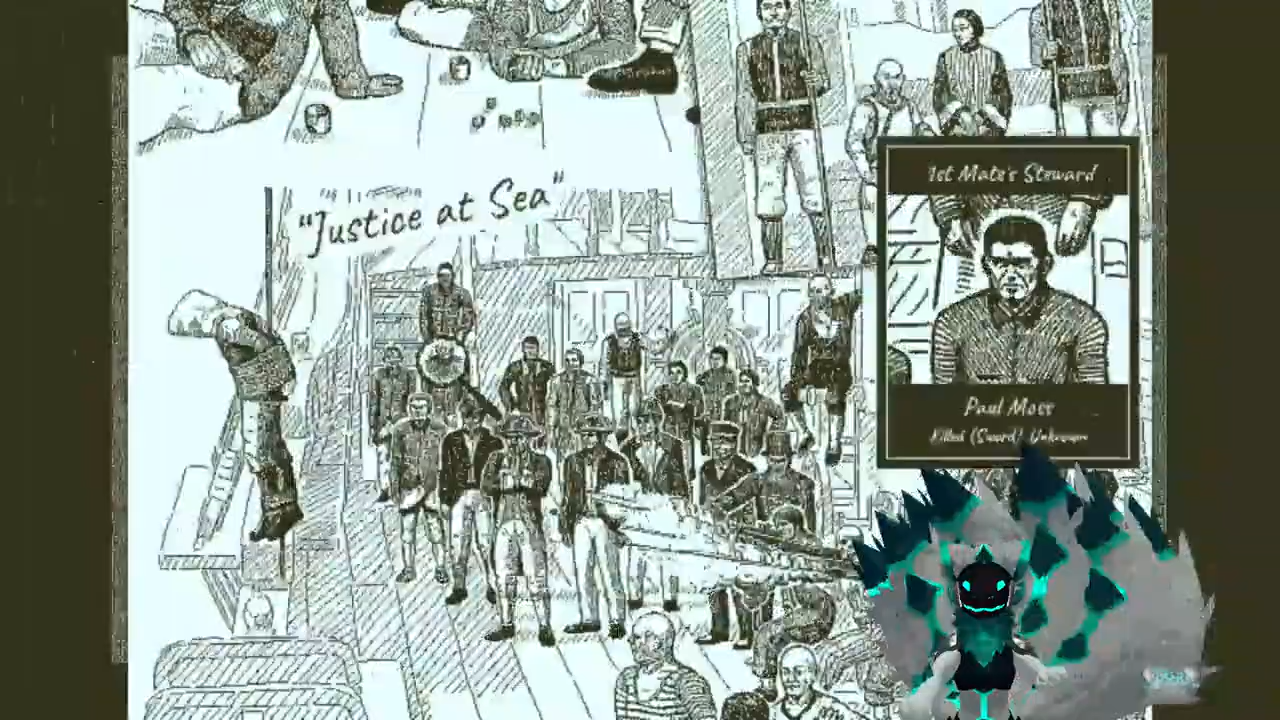 "Justice at Sea"
1st Mate's Steward
Paul Moss
Killed (Sword) Unknown